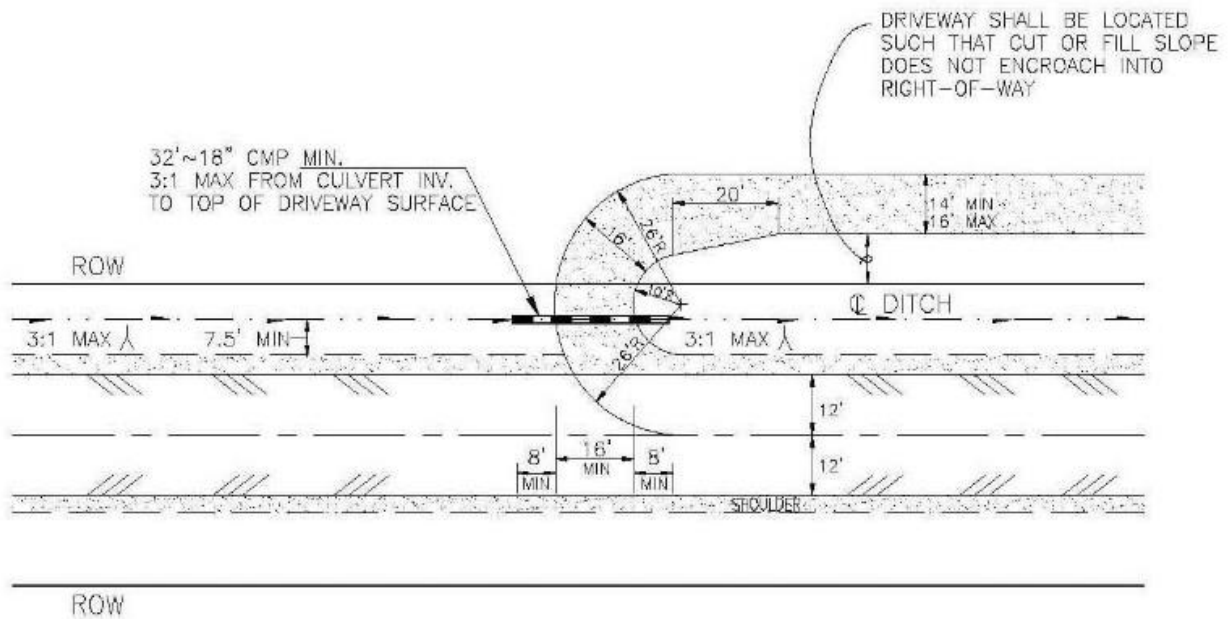 DRIVEWAY SHALL BE LOCATED
SUCH THAT CUT OR FILL SLOPE
DOES NOT ENCROACH INTO
RIGHT-OF-WAY
32'~18" CMP MIN.
3:1 MAX FROM CULVERT INV.
TO TOP OF DRIVEWAY SURFACE
20'
14' MIN
16' MAX
16'
26'R
10'R
ROW
℄ DITCH
3:1 MAX
7.5' MIN
3:1 MAX
26'R
12'
12'
8'
MIN
16'
MIN
8'
MIN
SHOULDER
ROW